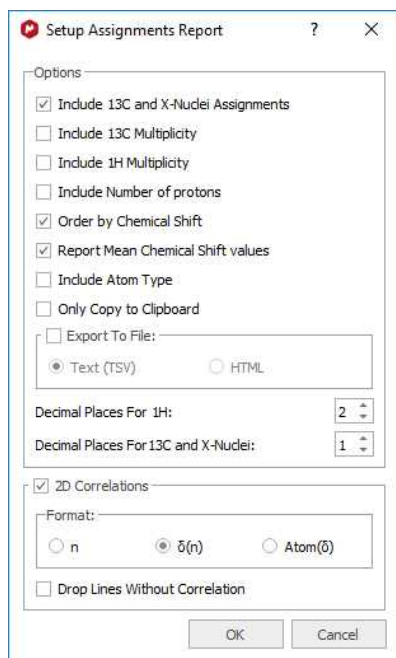 Setup Assignments Report ? ×
Options
Include 13C and X-Nuclei Assignments
Include 13C Multiplicity
Include 1H Multiplicity
Include Number of protons
Order by Chemical Shift
Report Mean Chemical Shift values
Include Atom Type
Only Copy to Clipboard
Export To File:
Text (TSV) HTML
Decimal Places For 1H: 2
Decimal Places For 13C and X-Nuclei: 1
2D Correlations
Format:
n δ(n) Atom(δ)
Drop Lines Without Correlation
OK Cancel